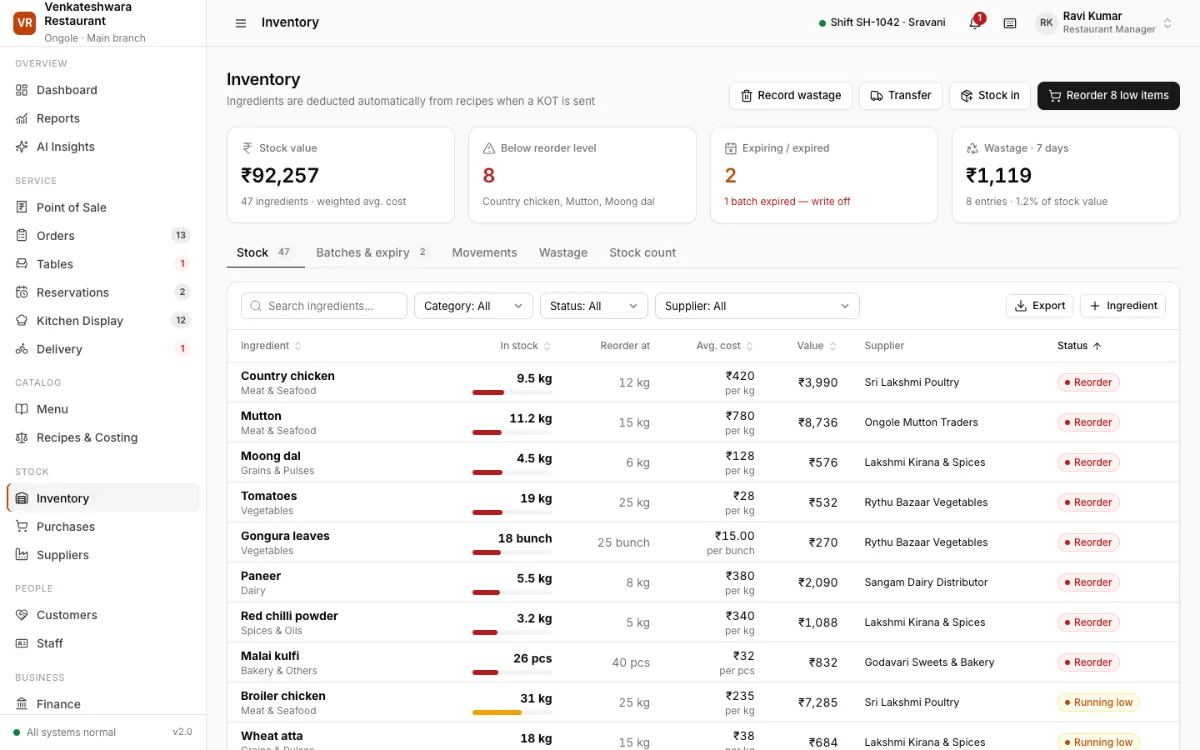 VR
Venkateshwara
Restaurant
Ongole · Main branch
Inventory
Shift SH-1042 · Sravani
1
RK
Ravi Kumar
Restaurant Manager
OVERVIEW
Dashboard
Reports
AI Insights
SERVICE
Point of Sale
Orders 13
Tables 1
Reservations 2
Kitchen Display 12
Delivery 1
CATALOG
Menu
Recipes & Costing
STOCK
Inventory
Purchases
Suppliers
PEOPLE
Customers
Staff
BUSINESS
Finance
All systems normal v2.0
Inventory
Ingredients are deducted automatically from recipes when a KOT is sent
Record wastage
Transfer
Stock in
Reorder 8 low items
Stock value
₹92,257
47 ingredients · weighted avg. cost
Below reorder level
8
Country chicken, Mutton, Moong dal
Expiring / expired
2
1 batch expired — write off
Wastage · 7 days
₹1,119
8 entries · 1.2% of stock value
Stock 47 Batches & expiry 2 Movements Wastage Stock count
Search ingredients... Category: All Status: All Supplier: All Export Ingredient
Ingredient In stock Reorder at Avg. cost Value Supplier Status
Country chicken 9.5 kg 12 kg ₹420 ₹3,990 Sri Lakshmi Poultry Reorder
Meat & Seafood per kg
Mutton 11.2 kg 15 kg ₹780 ₹8,736 Ongole Mutton Traders Reorder
Meat & Seafood per kg
Moong dal 4.5 kg 6 kg ₹128 ₹576 Lakshmi Kirana & Spices Reorder
Grains & Pulses per kg
Tomatoes 19 kg 25 kg ₹28 ₹532 Rythu Bazaar Vegetables Reorder
Vegetables per kg
Gongura leaves 18 bunch 25 bunch ₹15.00 ₹270 Rythu Bazaar Vegetables Reorder
Vegetables per bunch
Paneer 5.5 kg 8 kg ₹380 ₹2,090 Sangam Dairy Distributor Reorder
Dairy per kg
Red chilli powder 3.2 kg 5 kg ₹340 ₹1,088 Lakshmi Kirana & Spices Reorder
Spices & Oils per kg
Malai kulfi 26 pcs 40 pcs ₹32 ₹832 Godavari Sweets & Bakery Reorder
Bakery & Others per pcs
Broiler chicken 31 kg 25 kg ₹235 ₹7,285 Sri Lakshmi Poultry Running low
Meat & Seafood per kg
Wheat atta 18 kg 15 kg ₹38 ₹684 Lakshmi Kirana & Spices Running low
Grains & Pulses per kg